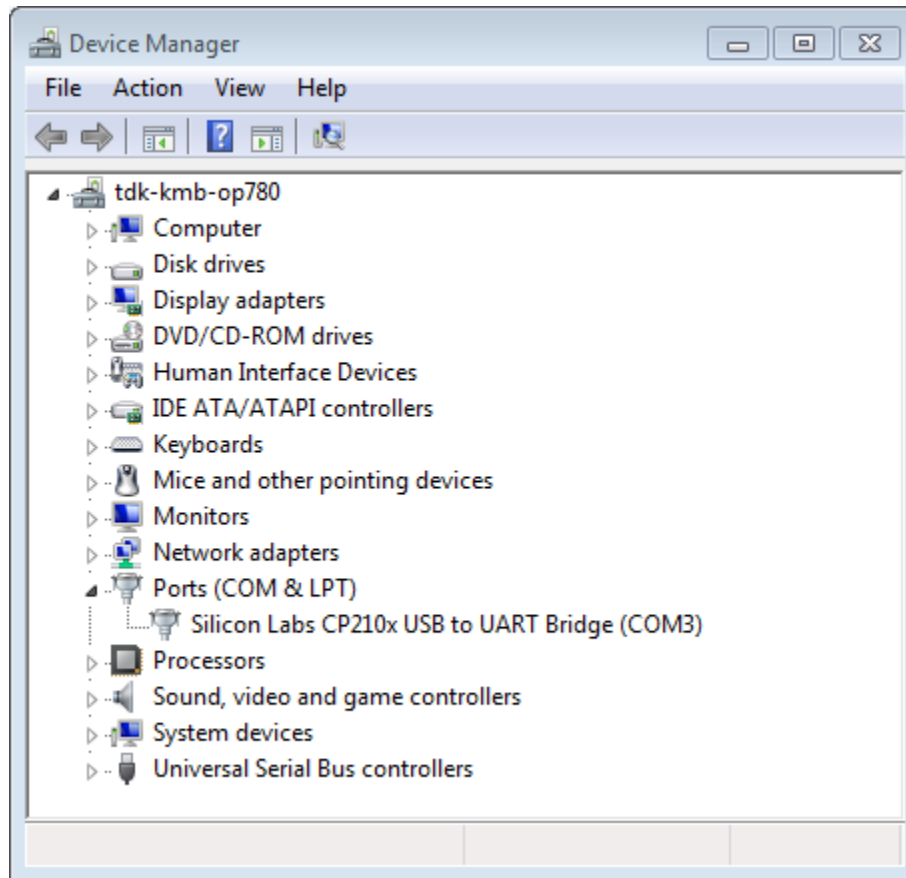 Device Manager
File Action View Help
tdk-kmb-op780
Computer
Disk drives
Display adapters
DVD/CD-ROM drives
Human Interface Devices
IDE ATA/ATAPI controllers
Keyboards
Mice and other pointing devices
Monitors
Network adapters
Ports (COM & LPT)
Silicon Labs CP210x USB to UART Bridge (COM3)
Processors
Sound, video and game controllers
System devices
Universal Serial Bus controllers